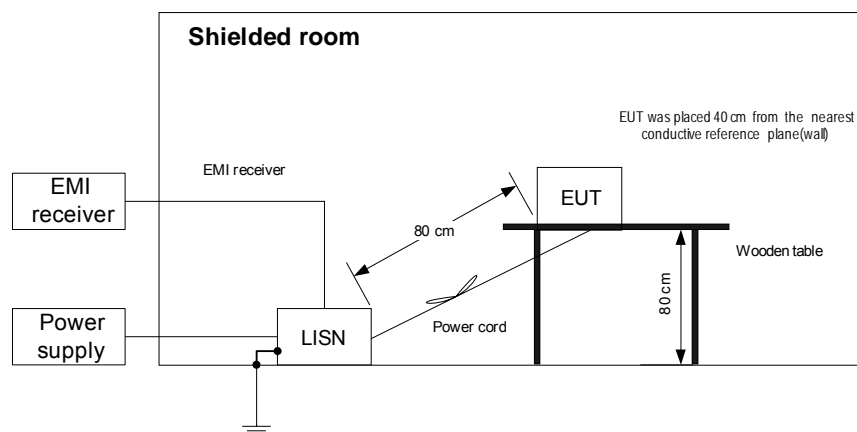 Shielded room
EUT was placed 40 cm from the nearest
conductive reference plane(wall)
EMI receiver
EMI
receiver
EUT
80 cm
Wooden table
80 cm
Power
supply
LISN
Power cord